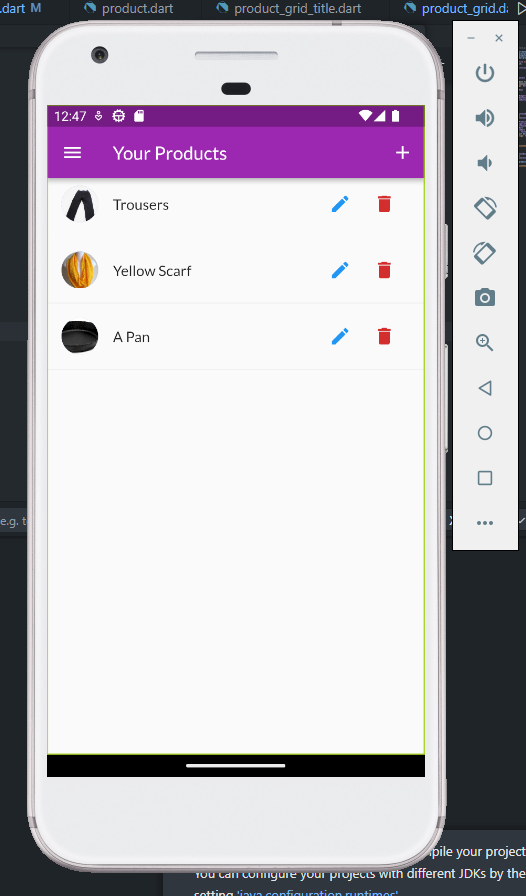 .dart M product.dart product_grid_title.dart product_grid.da
12:47
Your Products
Trousers
Yellow Scarf
A Pan
e.g. t
pile your project
You can configure your projects with different JDKs by the
setting 'java.configuration.runtimes'